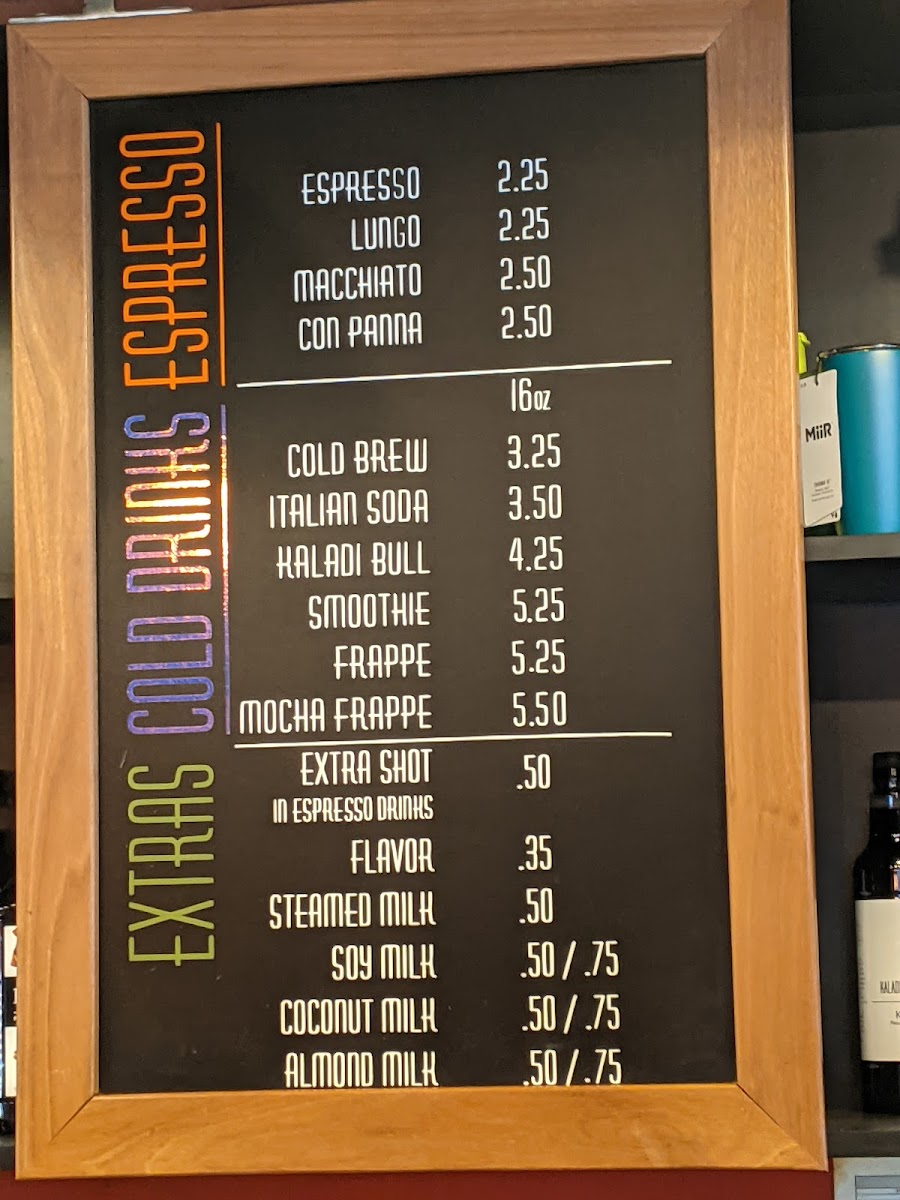 ESPRESSO
ESPRESSO 2.25
LUNGO 2.25
MACCHIATO 2.50
CON PANNA 2.50
COLD DRINKS
16oz
COLD BREW 3.25
ITALIAN SODA 3.50
KALADI BULL 4.25
SMOOTHIE 5.25
FRAPPE 5.25
MOCHA FRAPPE 5.50
EXTRAS
EXTRA SHOT .50
IN ESPRESSO DRINKS
FLAVOR .35
STEAMED MILK .50
SOY MILK .50 / .75
COCONUT MILK .50 / .75
ALMOND MILK .50 / .75
MiiR